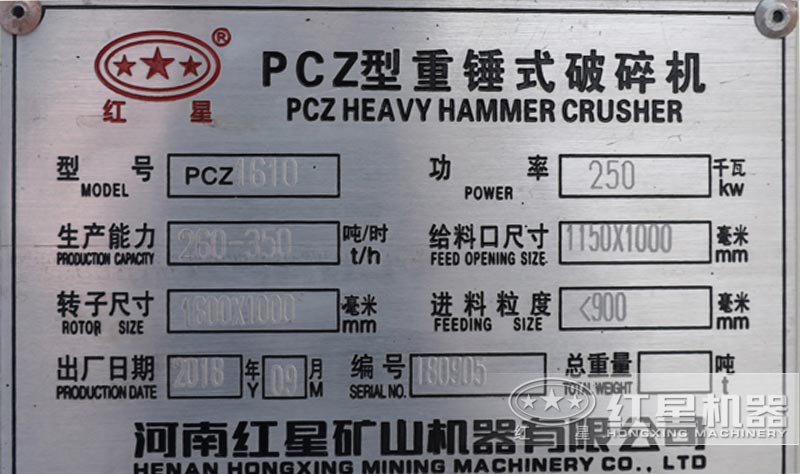 ®
PCZ型重锤式破碎机
红 星
PCZ HEAVY HAMMER CRUSHER
型 号 PCZ 1610 功 率 250 千瓦
MODEL POWER kw
生产能力 260-350 吨/时 给料口尺寸 1150X1000 毫米
PRODUCTION CAPACITY t/h FEED OPENING SIZE mm
转子尺寸 1600X1000 毫米 进料粒度 <900 毫米
ROTOR SIZE mm FEEDING SIZE mm
出厂日期 2018 年 09 月 编 号 180905 总重量 吨
PRODUCTION DATE Y M SERIAL NO. TOTAL WEIGHT t
河南红星矿山机器有限公司
HENAN HONGXING MINING MACHINERY CO., LTD
红星
红星机器
HONGXING MACHINERY